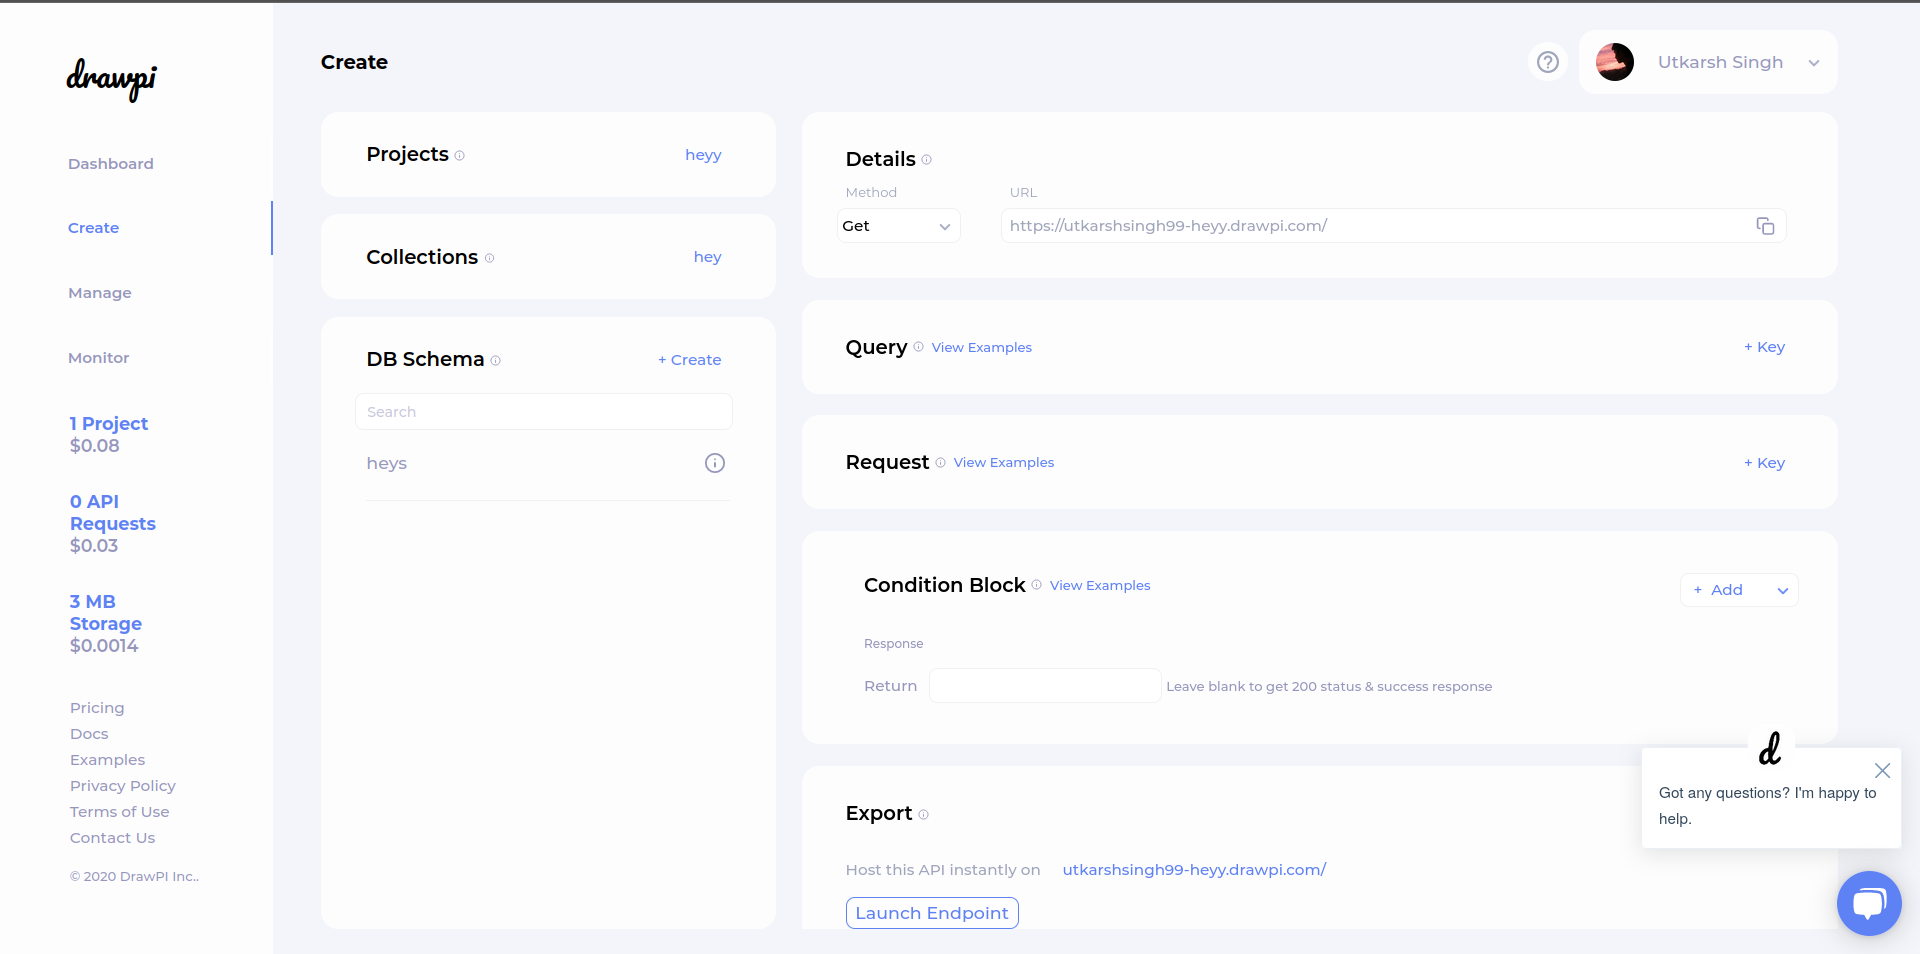 drawpi
Dashboard
Create
Manage
Monitor
1 Project
$0.08
0 API
Requests
$0.03
3 MB
Storage
$0.0014
Pricing
Docs
Examples
Privacy Policy
Terms of Use
Contact Us
© 2020 DrawPI Inc..
Create
Utkarsh Singh
Projects
heyy
Collections
hey
DB Schema
+ Create
Search
heys
Details
Method
URL
Get
https://utkarshsingh99-heyy.drawpi.com/
Query View Examples
+ Key
Request View Examples
+ Key
Condition Block View Examples
+ Add
Response
Return
Leave blank to get 200 status & success response
Export
Host this API instantly on utkarshsingh99-heyy.drawpi.com/
Launch Endpoint
d
Got any questions? I'm happy to
help.